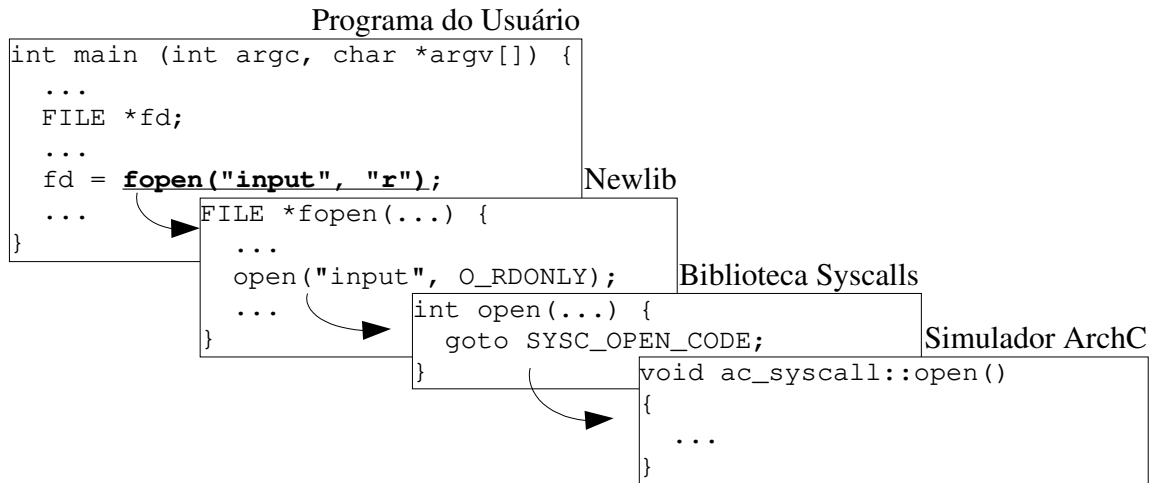 Programa do Usuário
int main (int argc, char *argv[]) {
...
FILE *fd;
...
fd = fopen("input", "r");
...
}
Newlib
FILE *fopen(...) {
...
open("input", O_RDONLY);
...
}
Biblioteca Syscalls
int open(...) {
goto SYSC_OPEN_CODE;
}
Simulador ArchC
void ac_syscall::open()
{
...
}